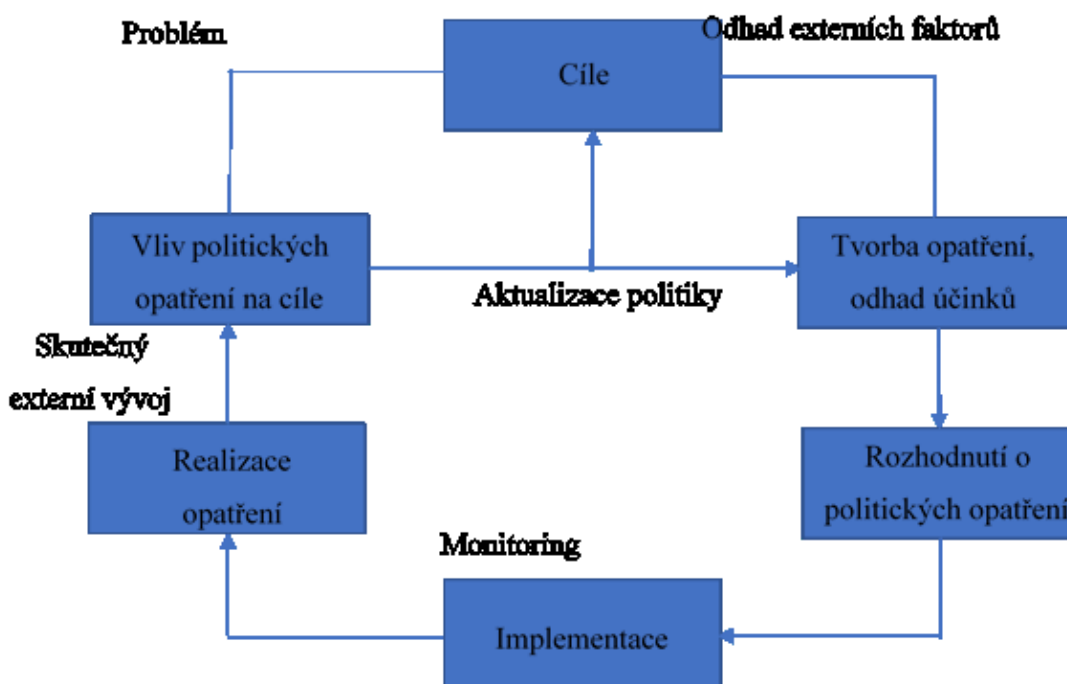 Problém
Odhad externích faktorů
Cíle
Vliv politických
opatření na cíle
Tvorba opatření,
odhad účinků
Aktualizace politiky
Skutečný
externí vývoj
Realizace
opatření
Rozhodnutí o
politických opatření
Monitoring
Implementace